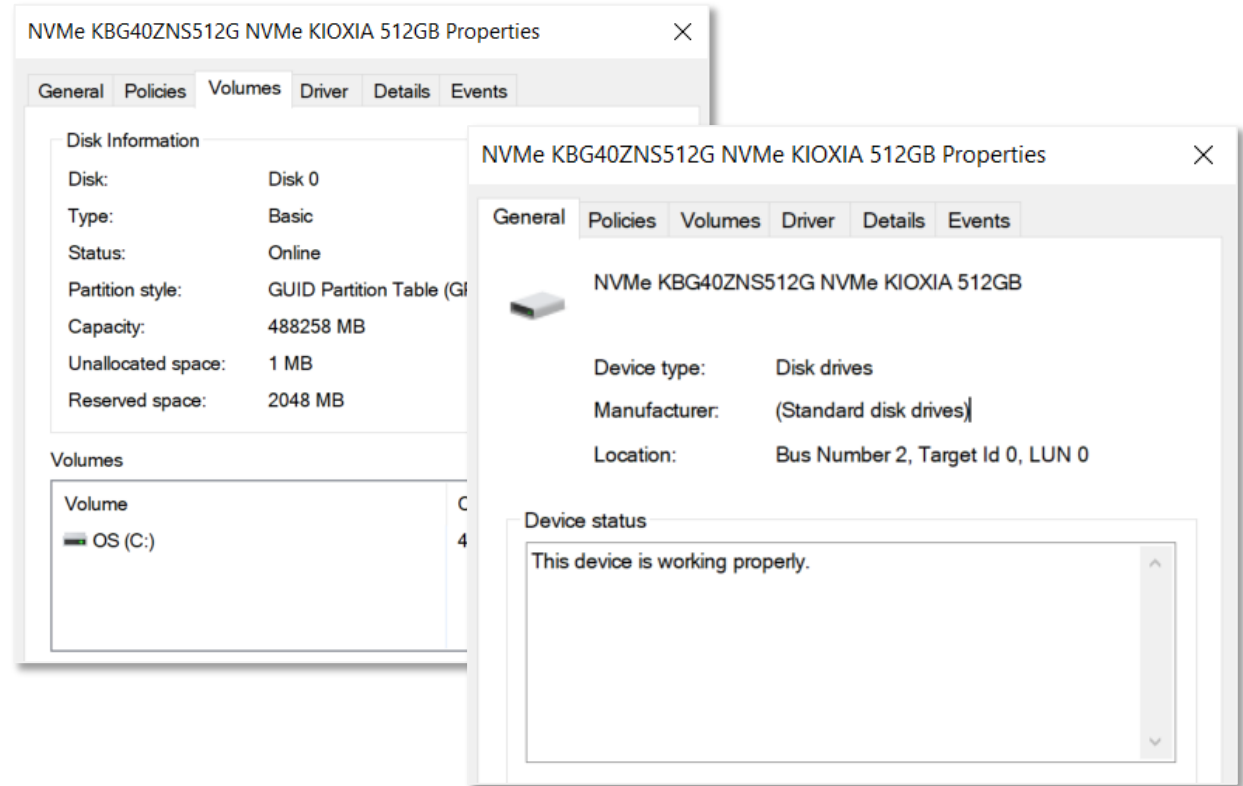 NVMe KBG40ZNS512G NVMe KIOXIA 512GB Properties
General Policies Volumes Driver Details Events
Disk Information
Disk: Disk 0
Type: Basic
Status: Online
Partition style: GUID Partition Table
Capacity: 488258 MB
Unallocated space: 1 MB
Reserved space: 2048 MB
Volumes
Volume
OS (C:)
NVMe KBG40ZNS512G NVMe KIOXIA 512GB Properties
General Policies Volumes Driver Details Events
NVMe KBG40ZNS512G NVMe KIOXIA 512GB
Device type: Disk drives
Manufacturer: (Standard disk drives)
Location: Bus Number 2, Target Id 0, LUN 0
Device status
This device is working properly.